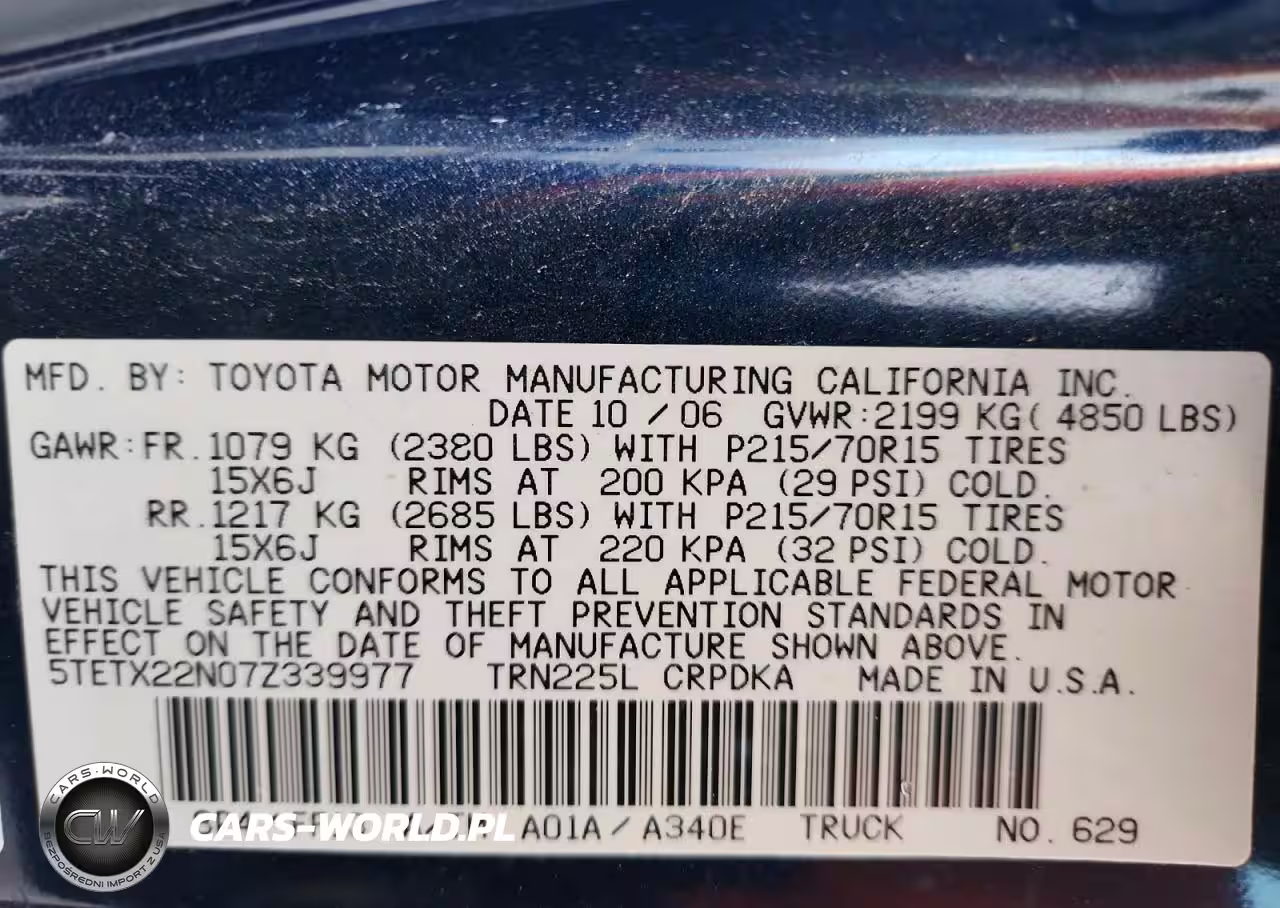 MFD. BY: TOYOTA MOTOR MANUFACTURING CALIFORNIA INC.
DATE 10 / 06 GVWR:2199 KG( 4850 LBS)
GAWR:FR.1079 KG (2380 LBS) WITH P215/70R15 TIRES
15X6J RIMS AT 200 KPA (29 PSI) COLD.
RR.1217 KG (2685 LBS) WITH P215/70R15 TIRES
15X6J RIMS AT 220 KPA (32 PSI) COLD.
THIS VEHICLE CONFORMS TO ALL APPLICABLE FEDERAL MOTOR
VEHICLE SAFETY AND THEFT PREVENTION STANDARDS IN
EFFECT ON THE DATE OF MANUFACTURE SHOWN ABOVE.
5TETX22N07Z339977 TRN225L CRPDKA MADE IN U.S.A.
A01A / A340E TRUCK NO. 629
CARS-WORLD.PL
CARS-WORLD
CW
BEZPOŚREDNI IMPORT Z USA